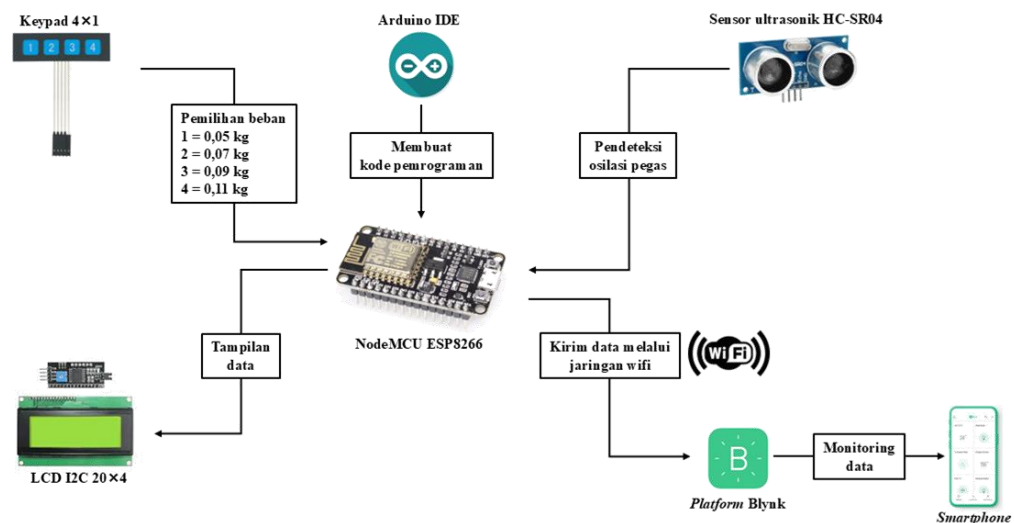 Keypad 4×1
1 2 3 4
Arduino IDE
Sensor ultrasonik HC-SR04
Pemilihan beban
1 = 0,05 kg
2 = 0,07 kg
3 = 0,09 kg
4 = 0,11 kg
Membuat
kode pemrograman
Pendeteksi
osilasi pegas
NodeMCU ESP8266
Tampilan
data
Kirim data melalui
jaringan wifi
Wi Fi
LCD I2C 20×4
B
Platform Blynk
Monitoring
data
Smartphone